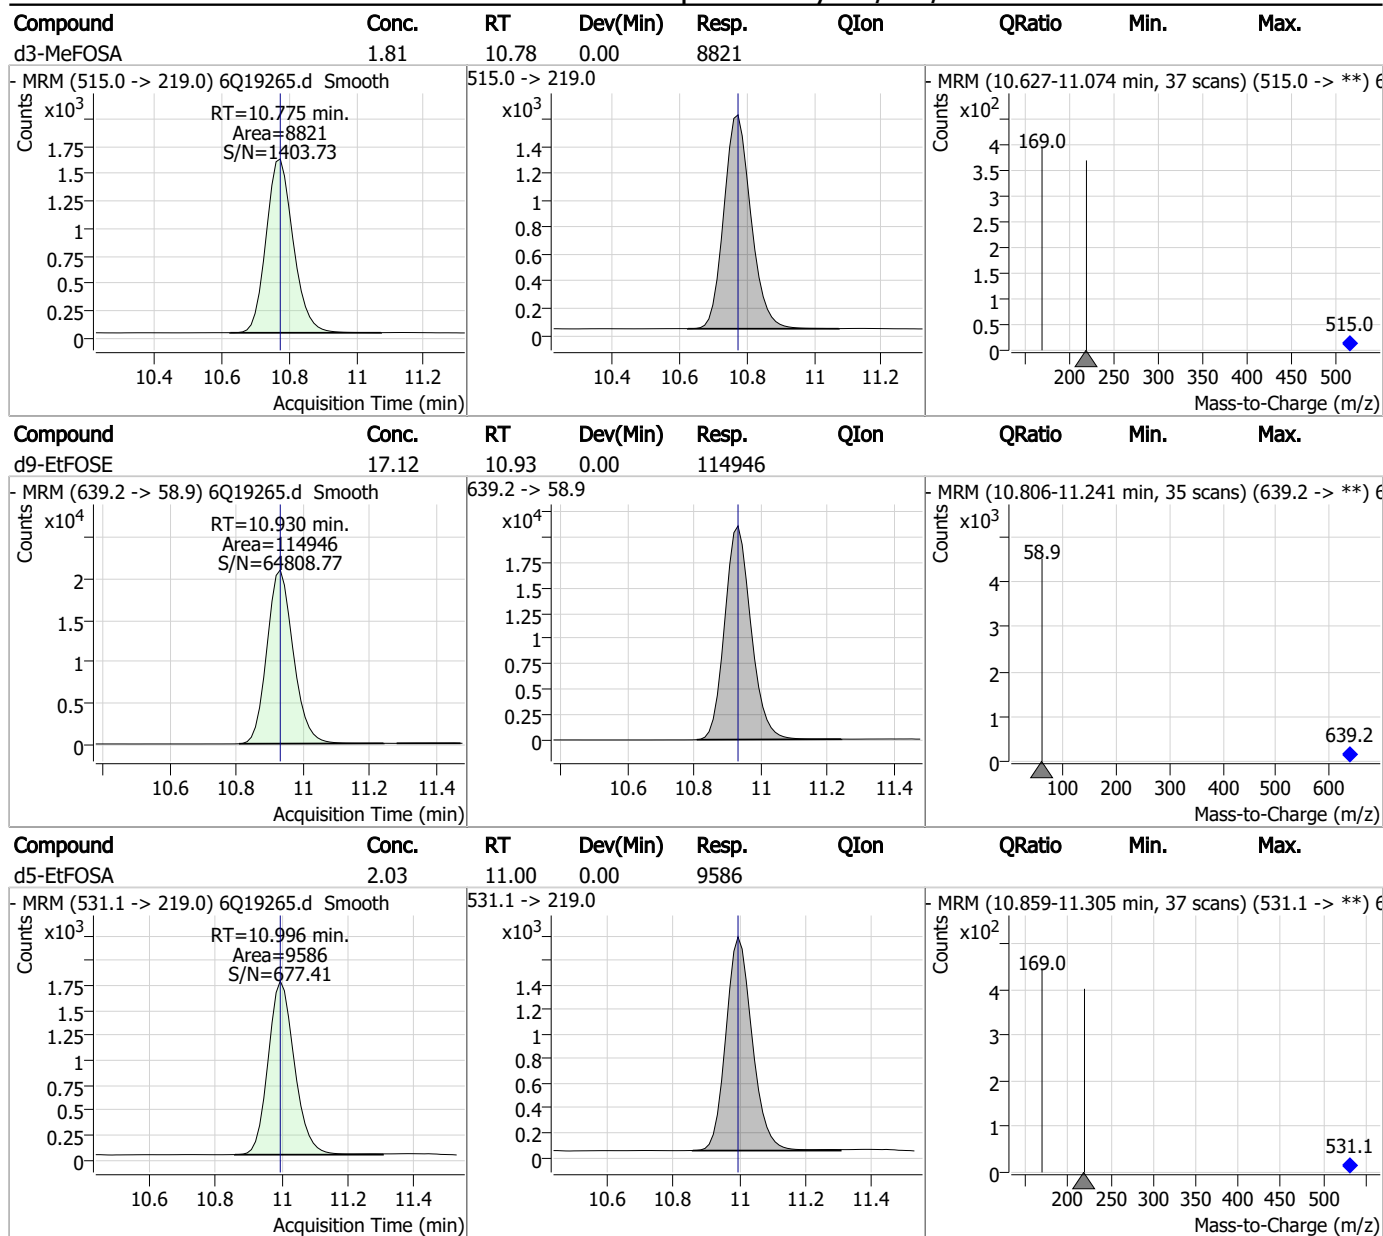 Compound Conc. RT Dev(Min) Resp. QIon QRatio Min. Max.
d3-MeFOSA 1.81 10.78 0.00 8821
- MRM (515.0 -> 219.0) 6Q19265.d Smooth
Counts
x10³
RT=10.775 min.
Area=8821
S/N=1403.73
1.75
1.5
1.25
1
0.75
0.5
0.25
0
10.4 10.6 10.8 11 11.2
Acquisition Time (min)
515.0 -> 219.0
x10³
1.4
1.2
1
0.8
0.6
0.4
0.2
0
10.4 10.6 10.8 11 11.2
- MRM (10.627-11.074 min, 37 scans) (515.0 -> **) 6
Counts
x10²
169.0
4
3.5
3
2.5
2
1.5
1
0.5
0
515.0
200 250 300 350 400 450 500
Mass-to-Charge (m/z)
Compound Conc. RT Dev(Min) Resp. QIon QRatio Min. Max.
d9-EtFOSE 17.12 10.93 0.00 114946
- MRM (639.2 -> 58.9) 6Q19265.d Smooth
Counts
x10⁴
RT=10.930 min.
Area=114946
S/N=64808.77
2
1.5
1
0.5
0
10.6 10.8 11 11.2 11.4
Acquisition Time (min)
639.2 -> 58.9
x10⁴
1.75
1.5
1.25
1
0.75
0.5
0.25
0
10.6 10.8 11 11.2 11.4
- MRM (10.806-11.241 min, 35 scans) (639.2 -> **) 6
Counts
x10³
58.9
4
3
2
1
0
639.2
100 200 300 400 500 600
Mass-to-Charge (m/z)
Compound Conc. RT Dev(Min) Resp. QIon QRatio Min. Max.
d5-EtFOSA 2.03 11.00 0.00 9586
- MRM (531.1 -> 219.0) 6Q19265.d Smooth
Counts
x10³
RT=10.996 min.
Area=9586
S/N=677.41
1.75
1.5
1.25
1
0.75
0.5
0.25
0
10.6 10.8 11 11.2 11.4
Acquisition Time (min)
531.1 -> 219.0
x10³
1.4
1.2
1
0.8
0.6
0.4
0.2
0
10.6 10.8 11 11.2 11.4
- MRM (10.859-11.305 min, 37 scans) (531.1 -> **) 6
Counts
x10²
169.0
4
3
2
1
0
531.1
200 250 300 350 400 450 500
Mass-to-Charge (m/z)